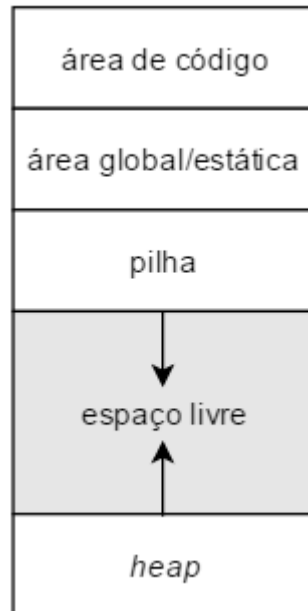 área de código
área global/estática
pilha
espaço livre
heap